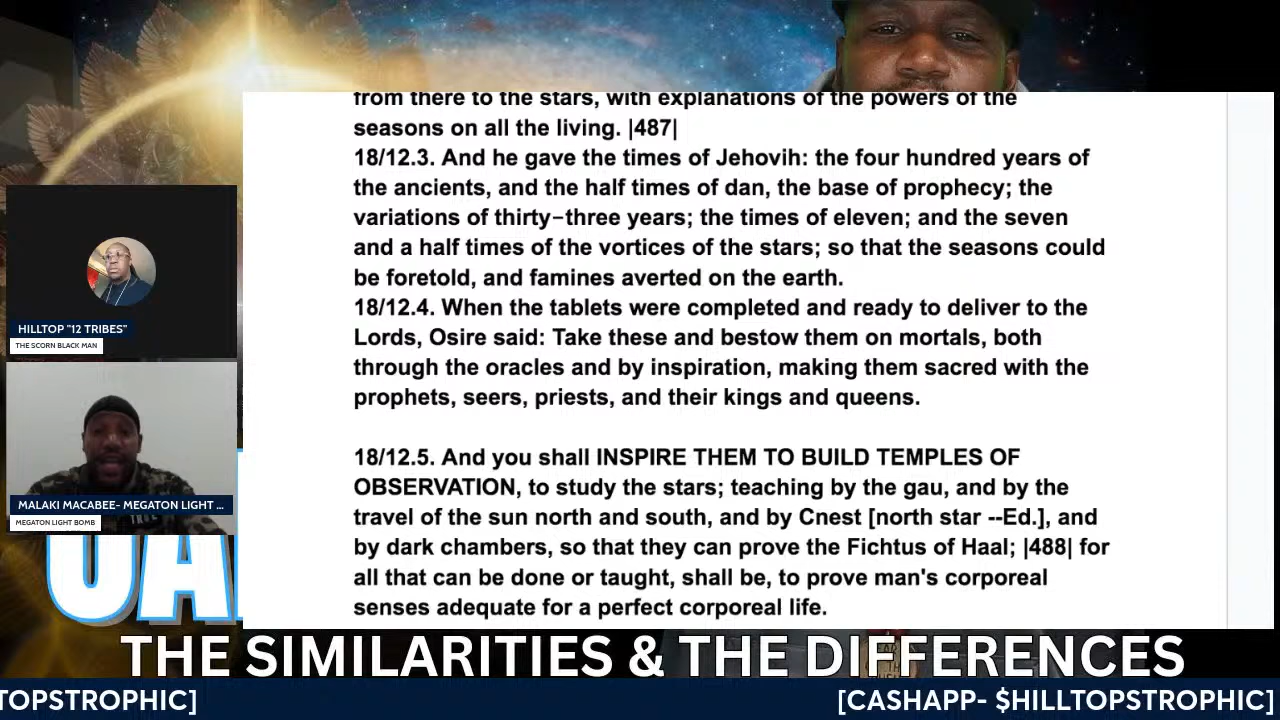 from there to the stars, with explanations of the powers of the
seasons on all the living. |487|
18/12.3. And he gave the times of Jehovih: the four hundred years of
the ancients, and the half times of dan, the base of prophecy; the
variations of thirty–three years; the times of eleven; and the seven
and a half times of the vortices of the stars; so that the seasons could
be foretold, and famines averted on the earth.
18/12.4. When the tablets were completed and ready to deliver to the
Lords, Osire said: Take these and bestow them on mortals, both
through the oracles and by inspiration, making them sacred with the
prophets, seers, priests, and their kings and queens.
18/12.5. And you shall INSPIRE THEM TO BUILD TEMPLES OF
OBSERVATION, to study the stars; teaching by the gau, and by the
travel of the sun north and south, and by Cnest [north star --Ed.], and
by dark chambers, so that they can prove the Fichtus of Haal; |488| for
all that can be done or taught, shall be, to prove man's corporeal
senses adequate for a perfect corporeal life.
HILLTOP "12 TRIBES"
THE SCORN BLACK MAN
MALAKI MACABEE- MEGATON LIGHT ...
MEGATON LIGHT BOMB
THE SIMILARITIES & THE DIFFERENCES
TOPSTROPHIC] [CASHAPP- $HILLTOPSTROPHIC]